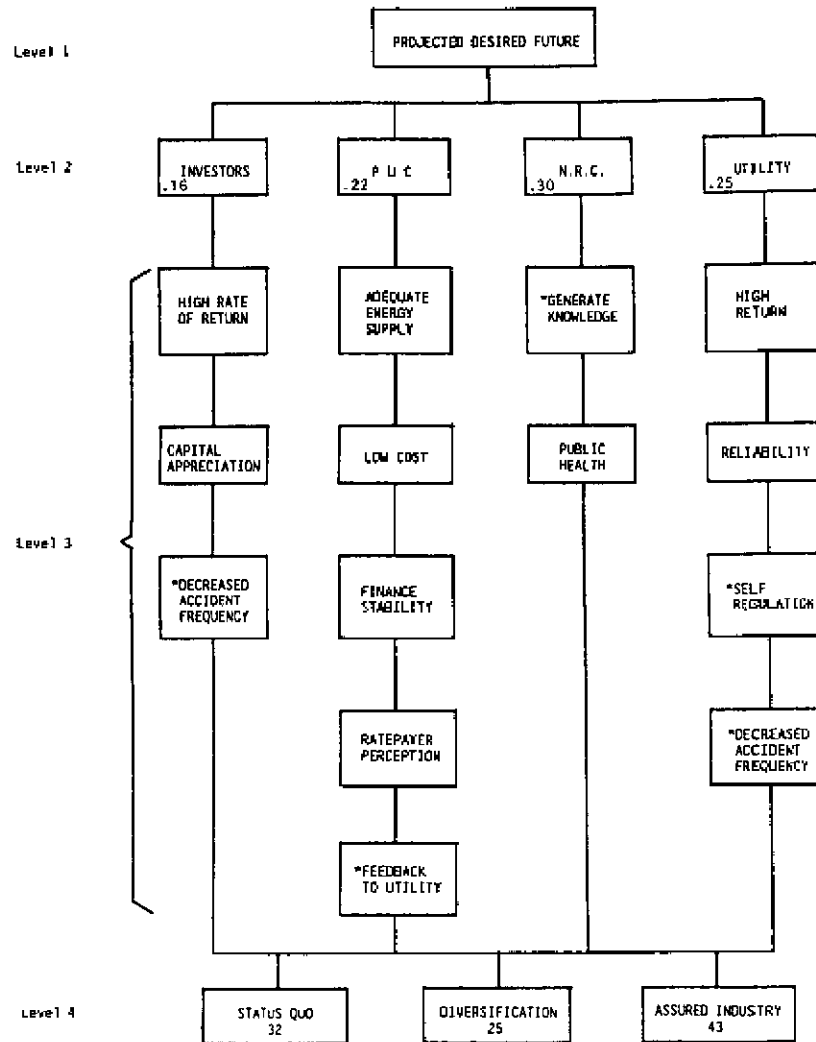 Level 1
PROJECTED DESIRED FUTURE
Level 2
INVESTORS
.16
P U C
.22
N.R.C.
.30
UTILITY
.25
HIGH RATE
OF RETURN
ADEQUATE
ENERGY
SUPPLY
*GENERATE
KNOWLEDGE
HIGH
RETURN
CAPITAL
APPRECIATION
LOW COST
PUBLIC
HEALTH
RELIABILITY
Level 3
*DECREASED
ACCIDENT
FREQUENCY
FINANCE
STABILITY
*SELF
REGULATION
RATEPAYER
PERCEPTION
*DECREASED
ACCIDENT
FREQUENCY
*FEEDBACK
TO UTILITY
Level 4
STATUS QUO
32
DIVERSIFICATION
25
ASSURED INDUSTRY
43